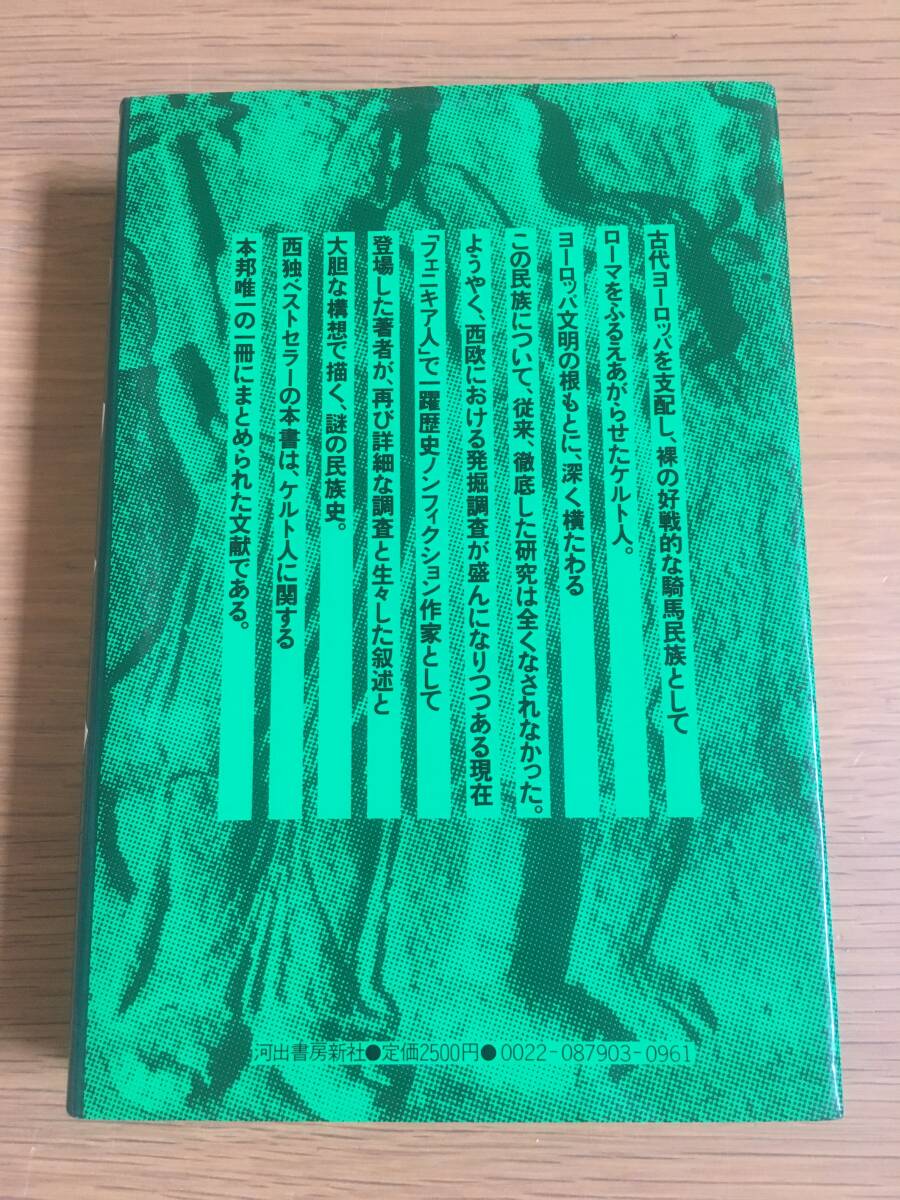 古代ヨーロッパを支配し、裸の好戦的な騎馬民族として
ローマをふるえあがらせたケルト人。
ヨーロッパ文明の根もとに、深く横たわる
この民族について、従来、徹底した研究は全くなされなかった。
ようやく、西欧における発掘調査が盛んになりつつある現在
「フェニキア人」で一躍歴史ノンフィクション作家として
登場した著者が、再び詳細な調査と生々した叙述と
大胆な構想で描く、謎の民族史。
西独ベストセラーの本書は、ケルト人に関する
本邦唯一の一冊にまとめられた文献である。
河出書房新社●定価2500円●0022-087903-0961